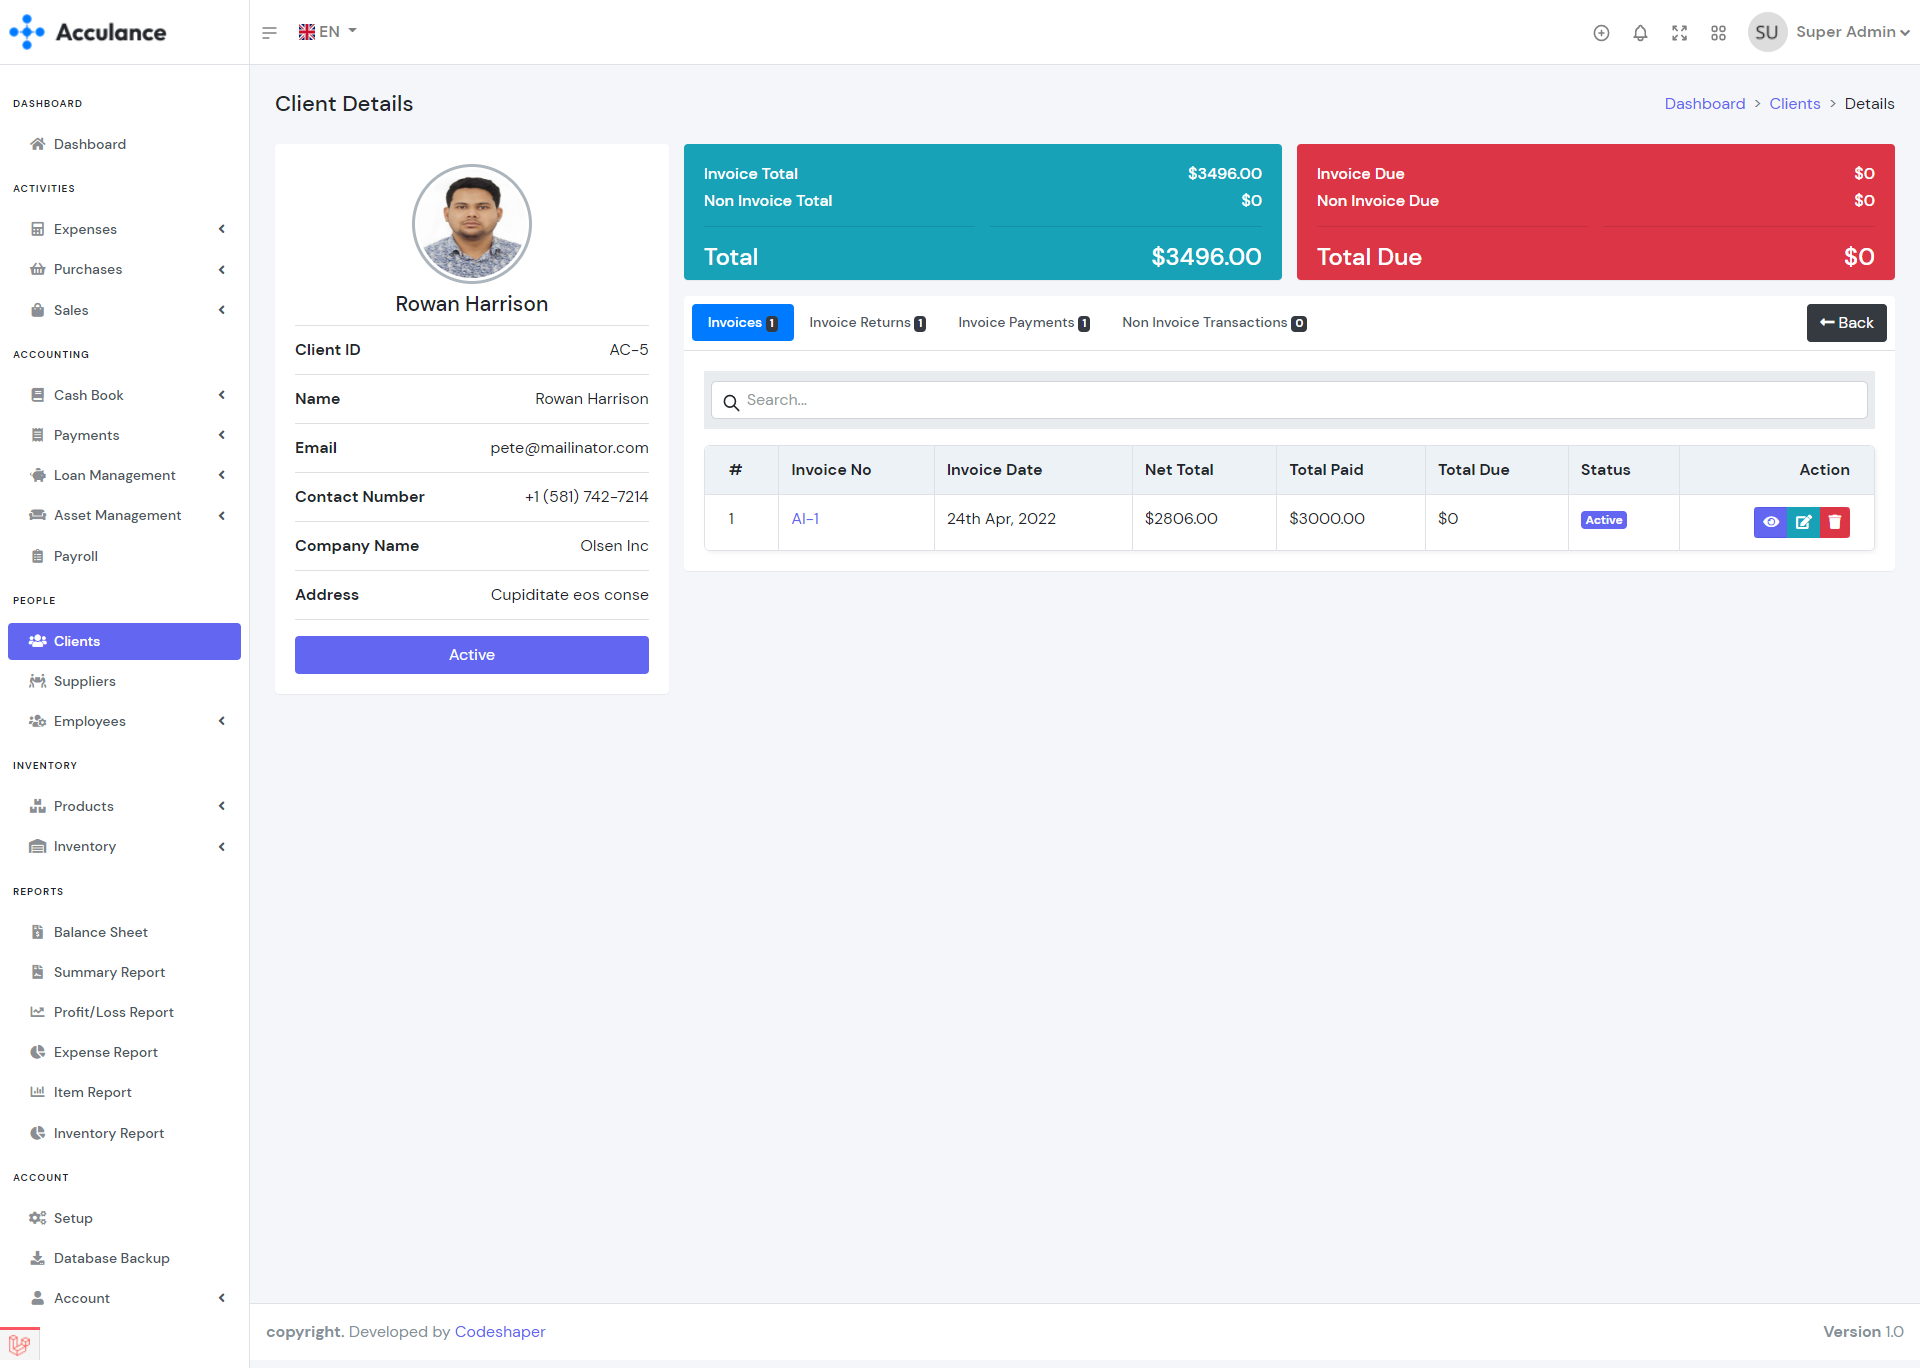 Acculance
EN
SU Super Admin
DASHBOARD
Dashboard
ACTIVITIES
Expenses
Purchases
Sales
ACCOUNTING
Cash Book
Payments
Loan Management
Asset Management
Payroll
PEOPLE
Clients
Suppliers
Employees
INVENTORY
Products
Inventory
REPORTS
Balance Sheet
Summary Report
Profit/Loss Report
Expense Report
Item Report
Inventory Report
ACCOUNT
Setup
Database Backup
Account
Client Details
Dashboard > Clients > Details
Rowan Harrison
Client ID AC-5
Name Rowan Harrison
Email pete@mailinator.com
Contact Number +1 (581) 742-7214
Company Name Olsen Inc
Address Cupiditate eos conse
Active
Invoice Total $3496.00
Non Invoice Total $0
Total $3496.00
Invoice Due $0
Non Invoice Due $0
Total Due $0
Invoices 1 Invoice Returns 1 Invoice Payments 1 Non Invoice Transactions 0 Back
Search...
# Invoice No Invoice Date Net Total Total Paid Total Due Status Action
1 AI-1 24th Apr, 2022 $2806.00 $3000.00 $0 Active
copyright. Developed by Codeshaper
Version 1.0